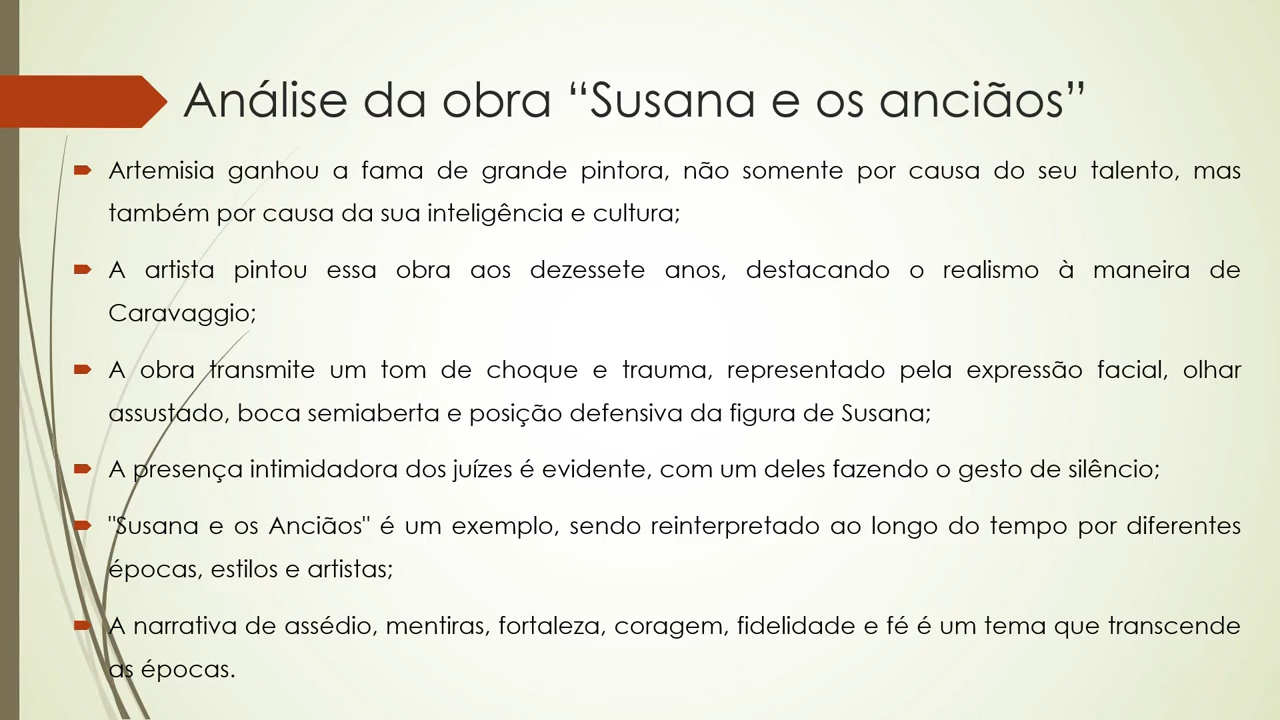 Análise da obra “Susana e os anciãos”
Artemisia ganhou a fama de grande pintora, não somente por causa do seu talento, mas
também por causa da sua inteligência e cultura;
A artista pintou essa obra aos dezessete anos, destacando o realismo à maneira de
Caravaggio;
A obra transmite um tom de choque e trauma, representado pela expressão facial, olhar
assustado, boca semiaberta e posição defensiva da figura de Susana;
A presença intimidadora dos juízes é evidente, com um deles fazendo o gesto de silêncio;
"Susana e os Anciãos" é um exemplo, sendo reinterpretado ao longo do tempo por diferentes
épocas, estilos e artistas;
A narrativa de assédio, mentiras, fortaleza, coragem, fidelidade e fé é um tema que transcende
as épocas.